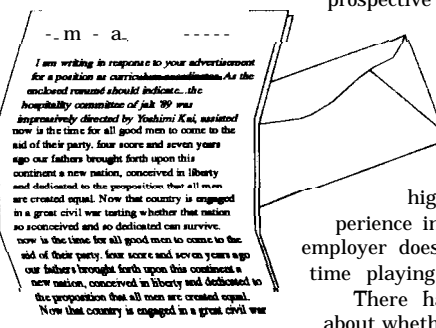 prospective
- -. m - a. - - - - -
I am writing in response to your advertisement
for a position as curriculum coordinator. As the
enclosed resumé should indicate...the
hospitality committee of jalt '89 was
impressively directed by Yoshimi Kai, assisted
now is the time for all good men to come to the
aid of their party. four score and seven years
ago our fathers brought forth upon this
continent a new nation, conceived in liberty
and dedicated to the proposition that all men
are created equal. Now that country is engaged
in a great civil war testing whether that nation
so sconceived and so dedicated can survive.
now is the time for all good men to come to the
aid of their party. four score and seven years ago
our fathers brought forth upon this continent a
new nation, conceived in liberty and dedicated to
the proposition that all men are created equal.
Now that country is engaged in a great civil war
hig
perience in
employer does
time playing
There ha
about wheth